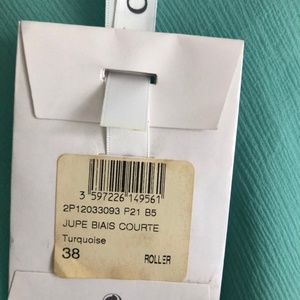 3 597226 149561
2P12033093 P21 B5
JUPE BIAIS COURTE
Turquoise
38 ROLLER